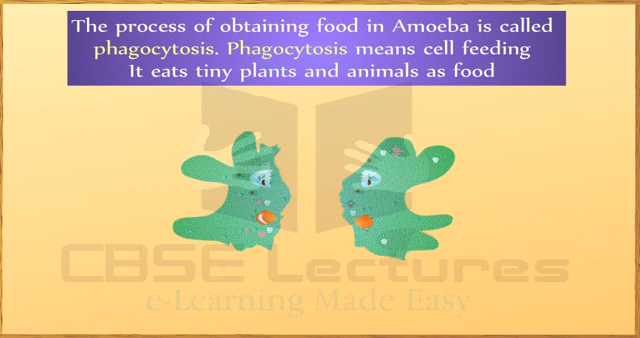 The process of obtaining food in Amoeba is called
phagocytosis. Phagocytosis means cell feeding
It eats tiny plants and animals as food
CBSE Lectures
e-Learning Made Easy